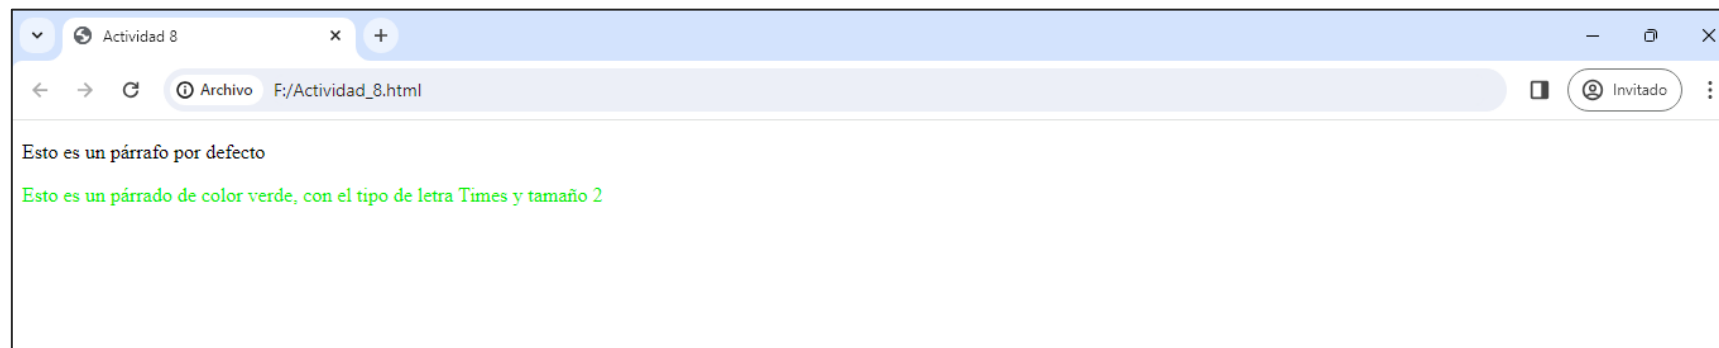 Actividad 8
Archivo F:/Actividad_8.html Invitado
Esto es un párrafo por defecto
Esto es un párrado de color verde, con el tipo de letra Times y tamaño 2